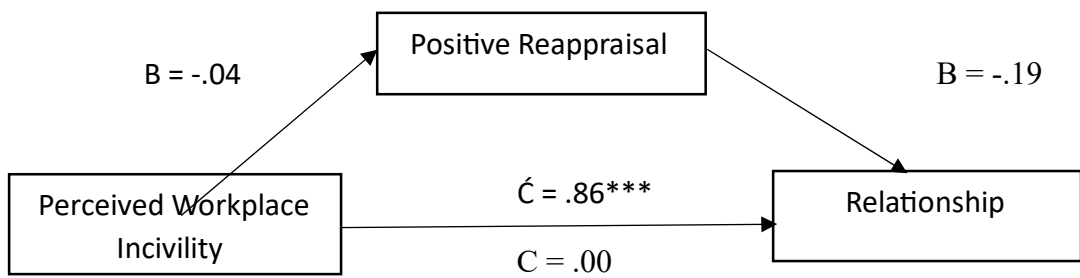 Positive Reappraisal
B = -.04
B = -.19
Perceived Workplace
Incivility
Ć = .86***
Relationship
C = .00